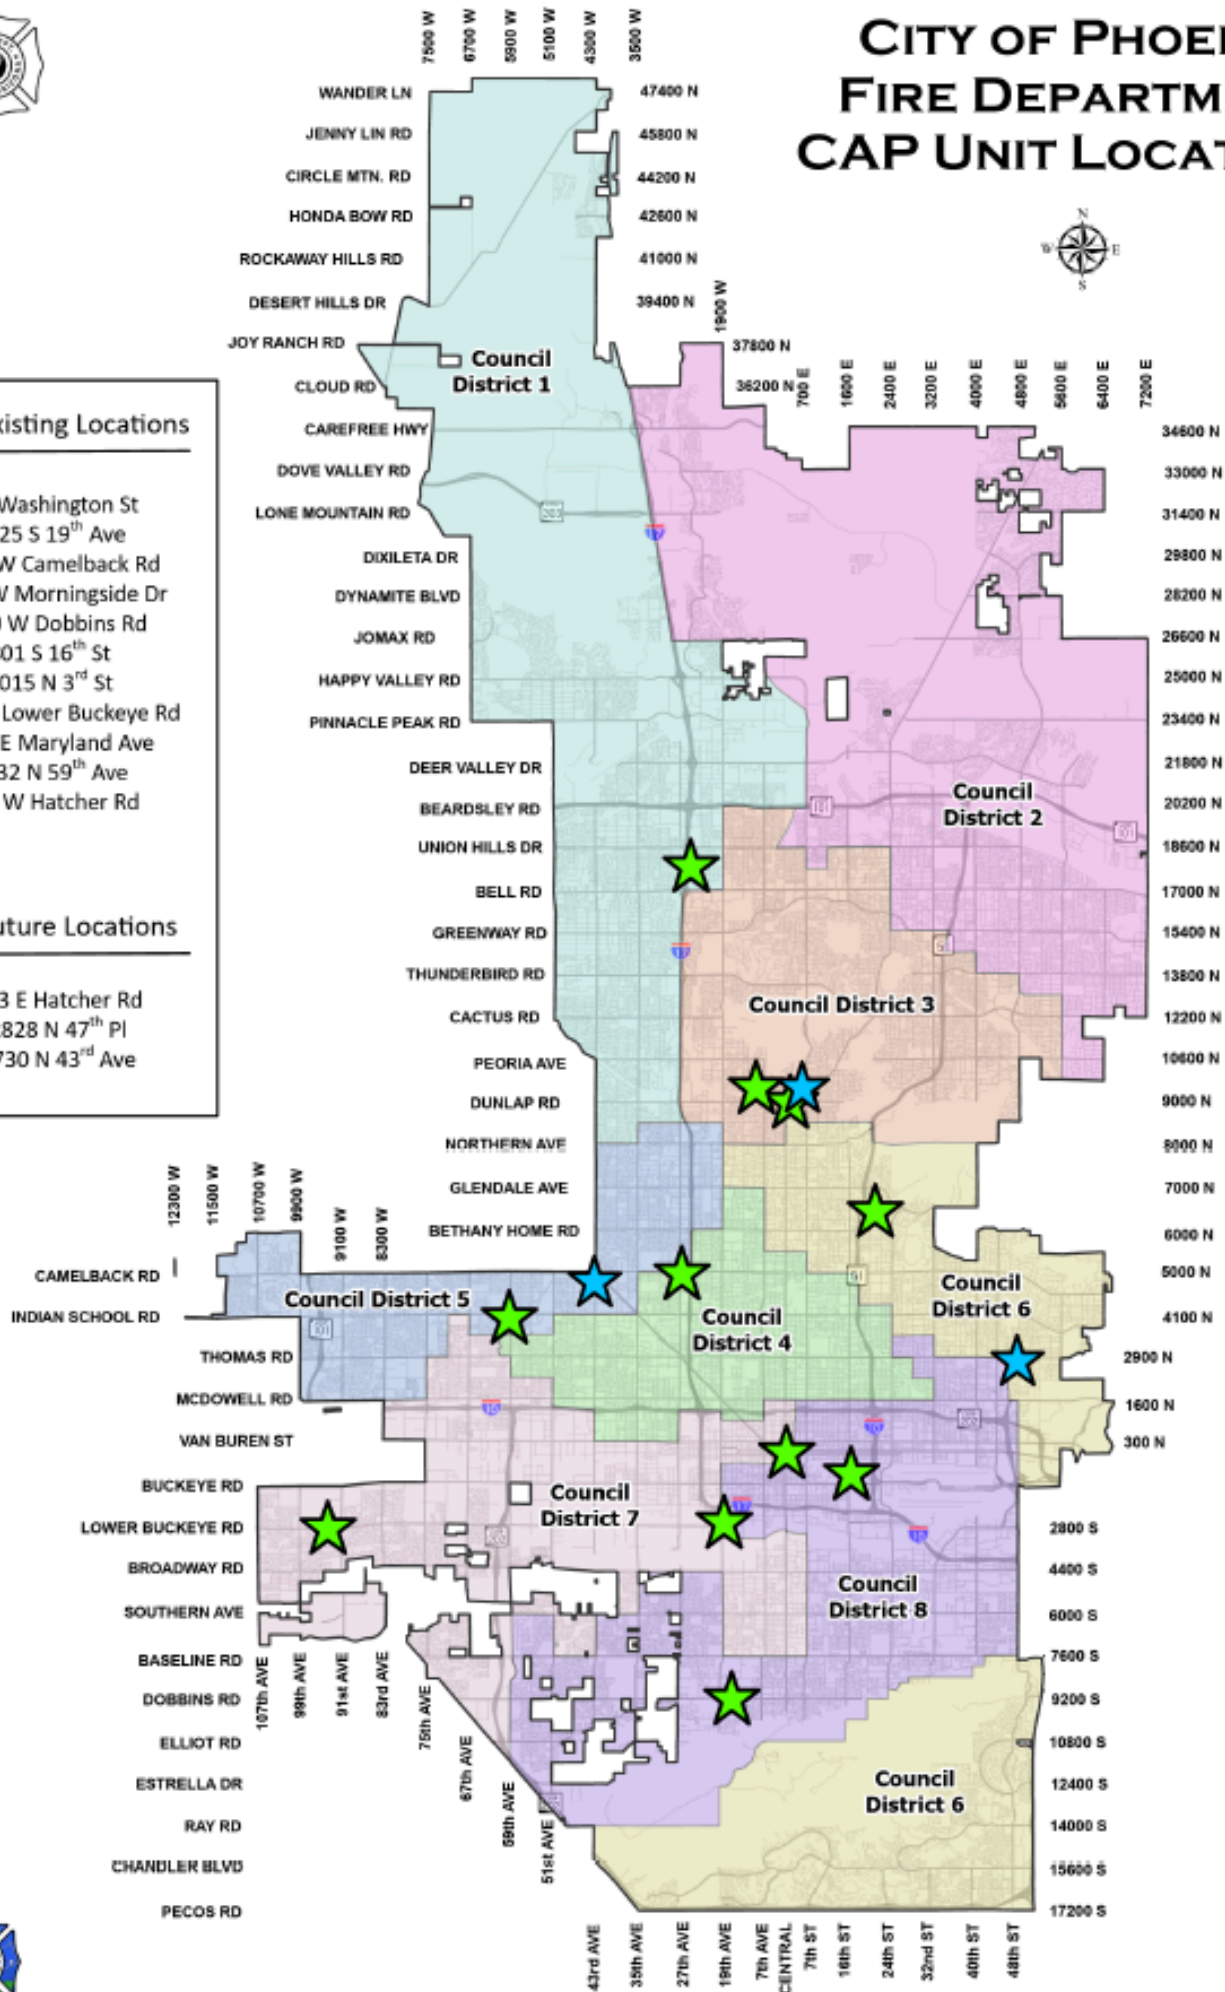 CITY OF PHOE
FIRE DEPARTM
CAP UNIT LOCAT
N
W E
S
7500 W
6700 W
5900 W
5100 W
4300 W
3500 W
WANDER LN
47400 N
JENNY LIN RD
45800 N
CIRCLE MTN. RD
44200 N
HONDA BOW RD
42600 N
ROCKAWAY HILLS RD
41000 N
DESERT HILLS DR
39400 N
1900 W
JOY RANCH RD
37800 N
CLOUD RD
36200 N
700 E
1600 E
2400 E
3200 E
4000 E
4800 E
5600 E
6400 E
7200 E
Council
District 1
CAREFREE HWY
34600 N
DOVE VALLEY RD
33000 N
LONE MOUNTAIN RD
31400 N
DIXILETA DR
29800 N
DYNAMITE BLVD
28200 N
JOMAX RD
26600 N
HAPPY VALLEY RD
25000 N
PINNACLE PEAK RD
23400 N
DEER VALLEY DR
21800 N
BEARDSLEY RD
20200 N
Council
District 2
UNION HILLS DR
18600 N
BELL RD
17000 N
GREENWAY RD
15400 N
THUNDERBIRD RD
13800 N
CACTUS RD
12200 N
Council District 3
PEORIA AVE
10600 N
DUNLAP RD
9000 N
NORTHERN AVE
8000 N
GLENDALE AVE
7000 N
BETHANY HOME RD
6000 N
xisting Locations
Washington St
25 S 19th Ave
W Camelback Rd
W Morningside Dr
W Dobbins Rd
01 S 16th St
015 N 3rd St
Lower Buckeye Rd
E Maryland Ave
32 N 59th Ave
W Hatcher Rd
uture Locations
3 E Hatcher Rd
828 N 47th Pl
730 N 43rd Ave
12300 W
11500 W
10700 W
9900 W
9100 W
8300 W
CAMELBACK RD
5000 N
INDIAN SCHOOL RD
4100 N
THOMAS RD
2900 N
MCDOWELL RD
1600 N
VAN BUREN ST
300 N
Council District 5
Council
District 4
Council
District 6
BUCKEYE RD
LOWER BUCKEYE RD
2800 S
BROADWAY RD
4400 S
SOUTHERN AVE
6000 S
BASELINE RD
7600 S
DOBBINS RD
9200 S
ELLIOT RD
10800 S
ESTRELLA DR
12400 S
RAY RD
14000 S
CHANDLER BLVD
15600 S
PECOS RD
17200 S
Council
District 7
Council
District 8
Council
District 6
107th AVE
99th AVE
91st AVE
83rd AVE
75th AVE
67th AVE
59th AVE
51st AVE
43rd AVE
35th AVE
27th AVE
19th AVE
7th AVE
CENTRAL
7th ST
16th ST
24th ST
32nd ST
40th ST
48th ST